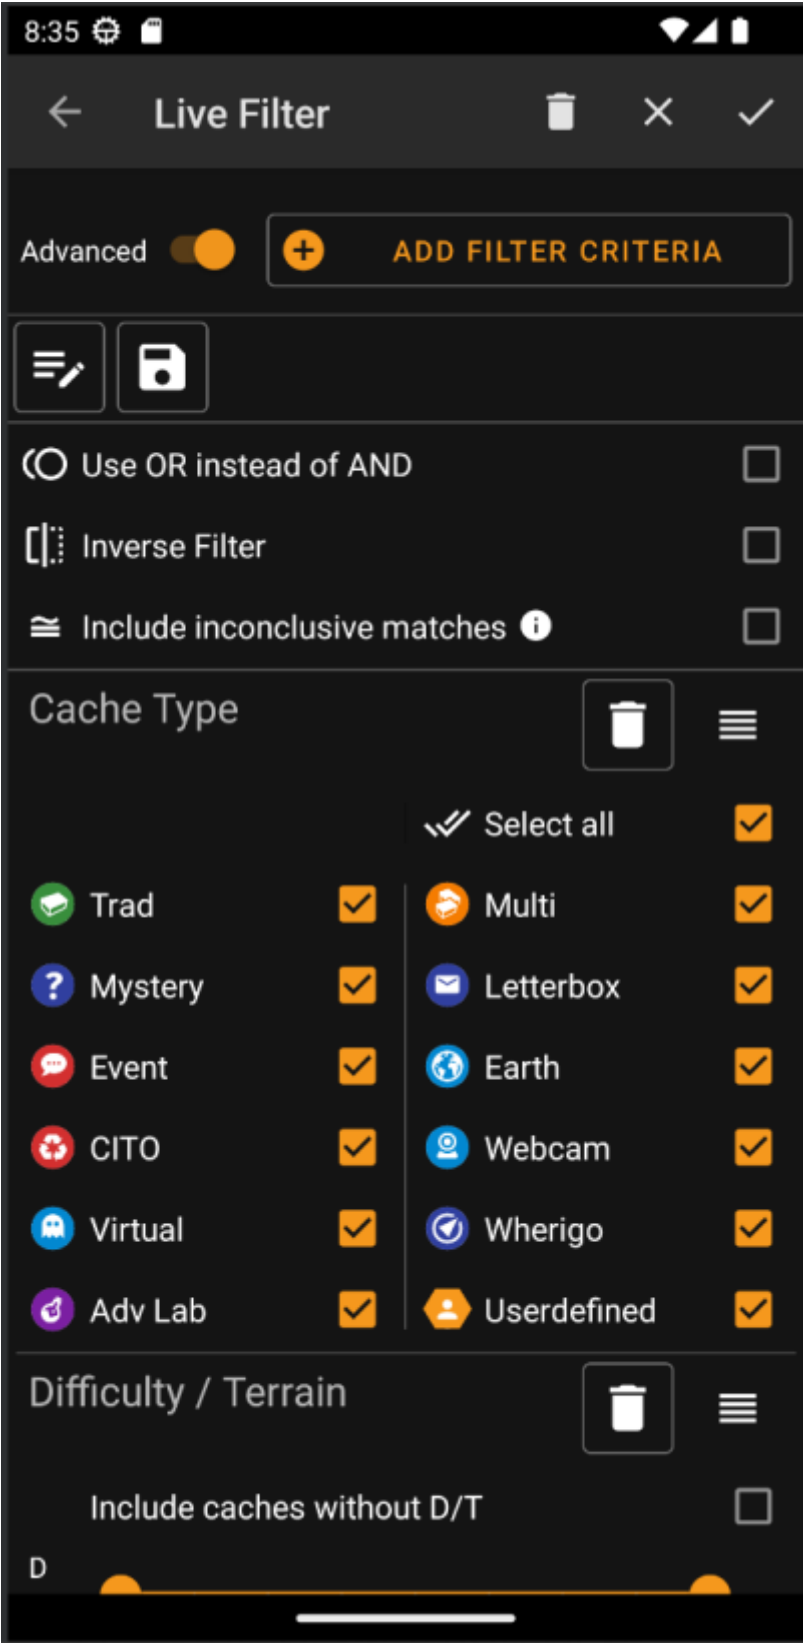 8:35
Live Filter
Advanced
ADD FILTER CRITERIA
Use OR instead of AND
Inverse Filter
Include inconclusive matches
Cache Type
Select all
Trad
Multi
Mystery
Letterbox
Event
Earth
CITO
Webcam
Virtual
Wherigo
Adv Lab
Userdefined
Difficulty / Terrain
Include caches without D/T
D